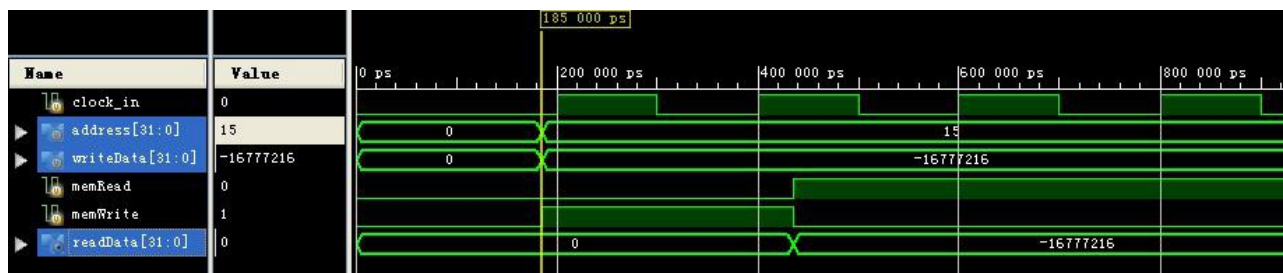 185 000 ps
Name Value 0 ps 200 000 ps 400 000 ps 600 000 ps 800 000 ps
clock_in 0
address[31:0] 15 0 15
writeData[31:0] -16777216 0 -16777216
memRead 0
memWrite 1
readData[31:0] 0 0 -16777216